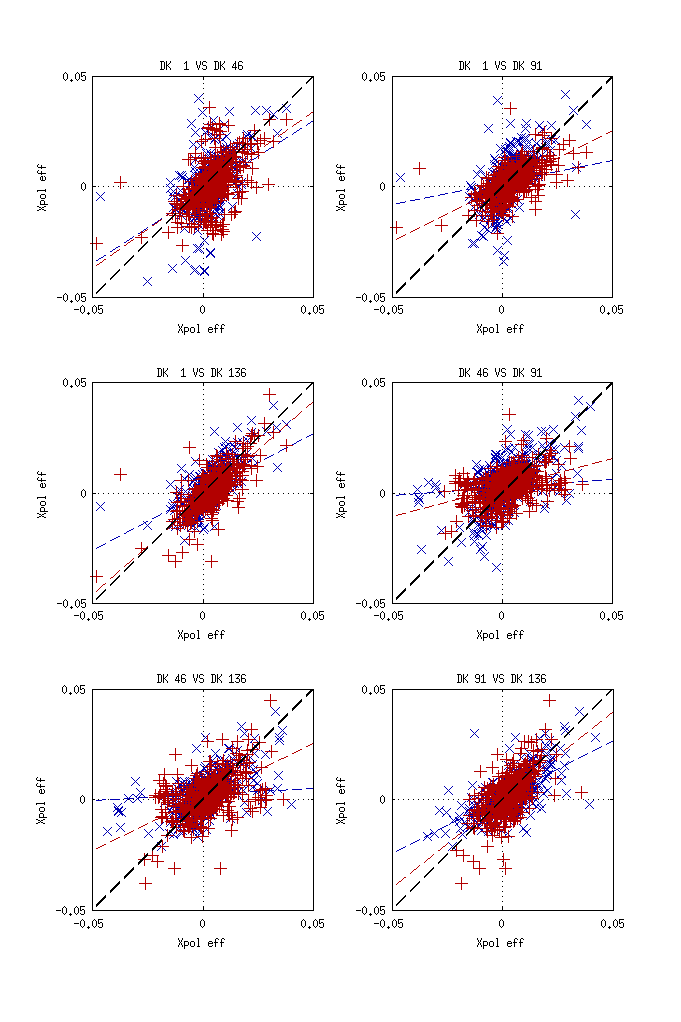 DK  1 VS DK 46
0.05
Xpol eff
0
-0.05
-0.05 0 0.05
Xpol eff
DK  1 VS DK 91
0.05
Xpol eff
0
-0.05
-0.05 0 0.05
Xpol eff
DK  1 VS DK 136
0.05
Xpol eff
0
-0.05
-0.05 0 0.05
Xpol eff
DK 46 VS DK 91
0.05
Xpol eff
0
-0.05
-0.05 0 0.05
Xpol eff
DK 46 VS DK 136
0.05
Xpol eff
0
-0.05
-0.05 0 0.05
Xpol eff
DK 91 VS DK 136
0.05
Xpol eff
0
-0.05
-0.05 0 0.05
Xpol eff